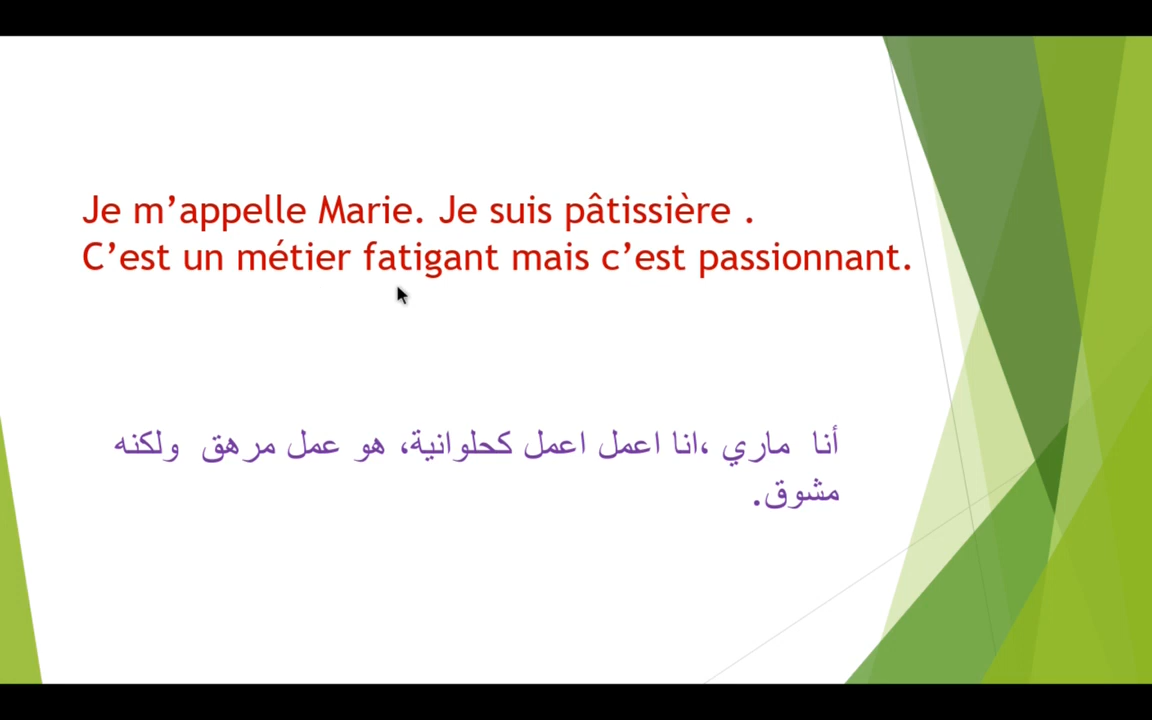 Je m’appelle Marie. Je suis pâtissière .
C’est un métier fatigant mais c’est passionnant.
أنا ماري ،انا اعمل اعمل كحلوانية، هو عمل مرهق ولكنه
مشوق.